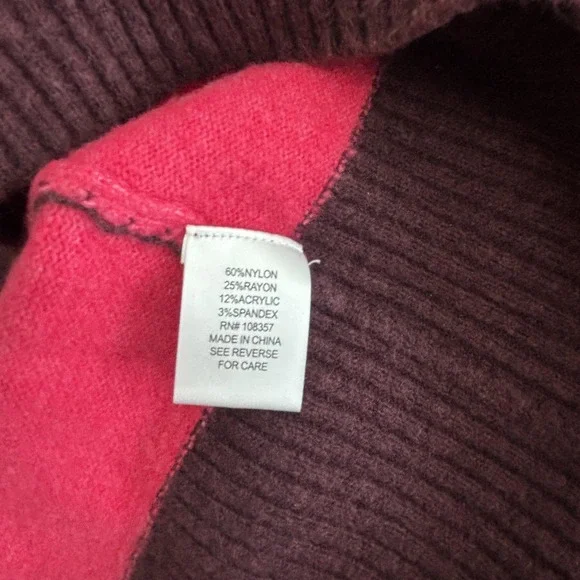 60%NYLON
25%RAYON
12%ACRYLIC
3%SPANDEX
RN# 108357
MADE IN CHINA
SEE REVERSE
FOR CARE